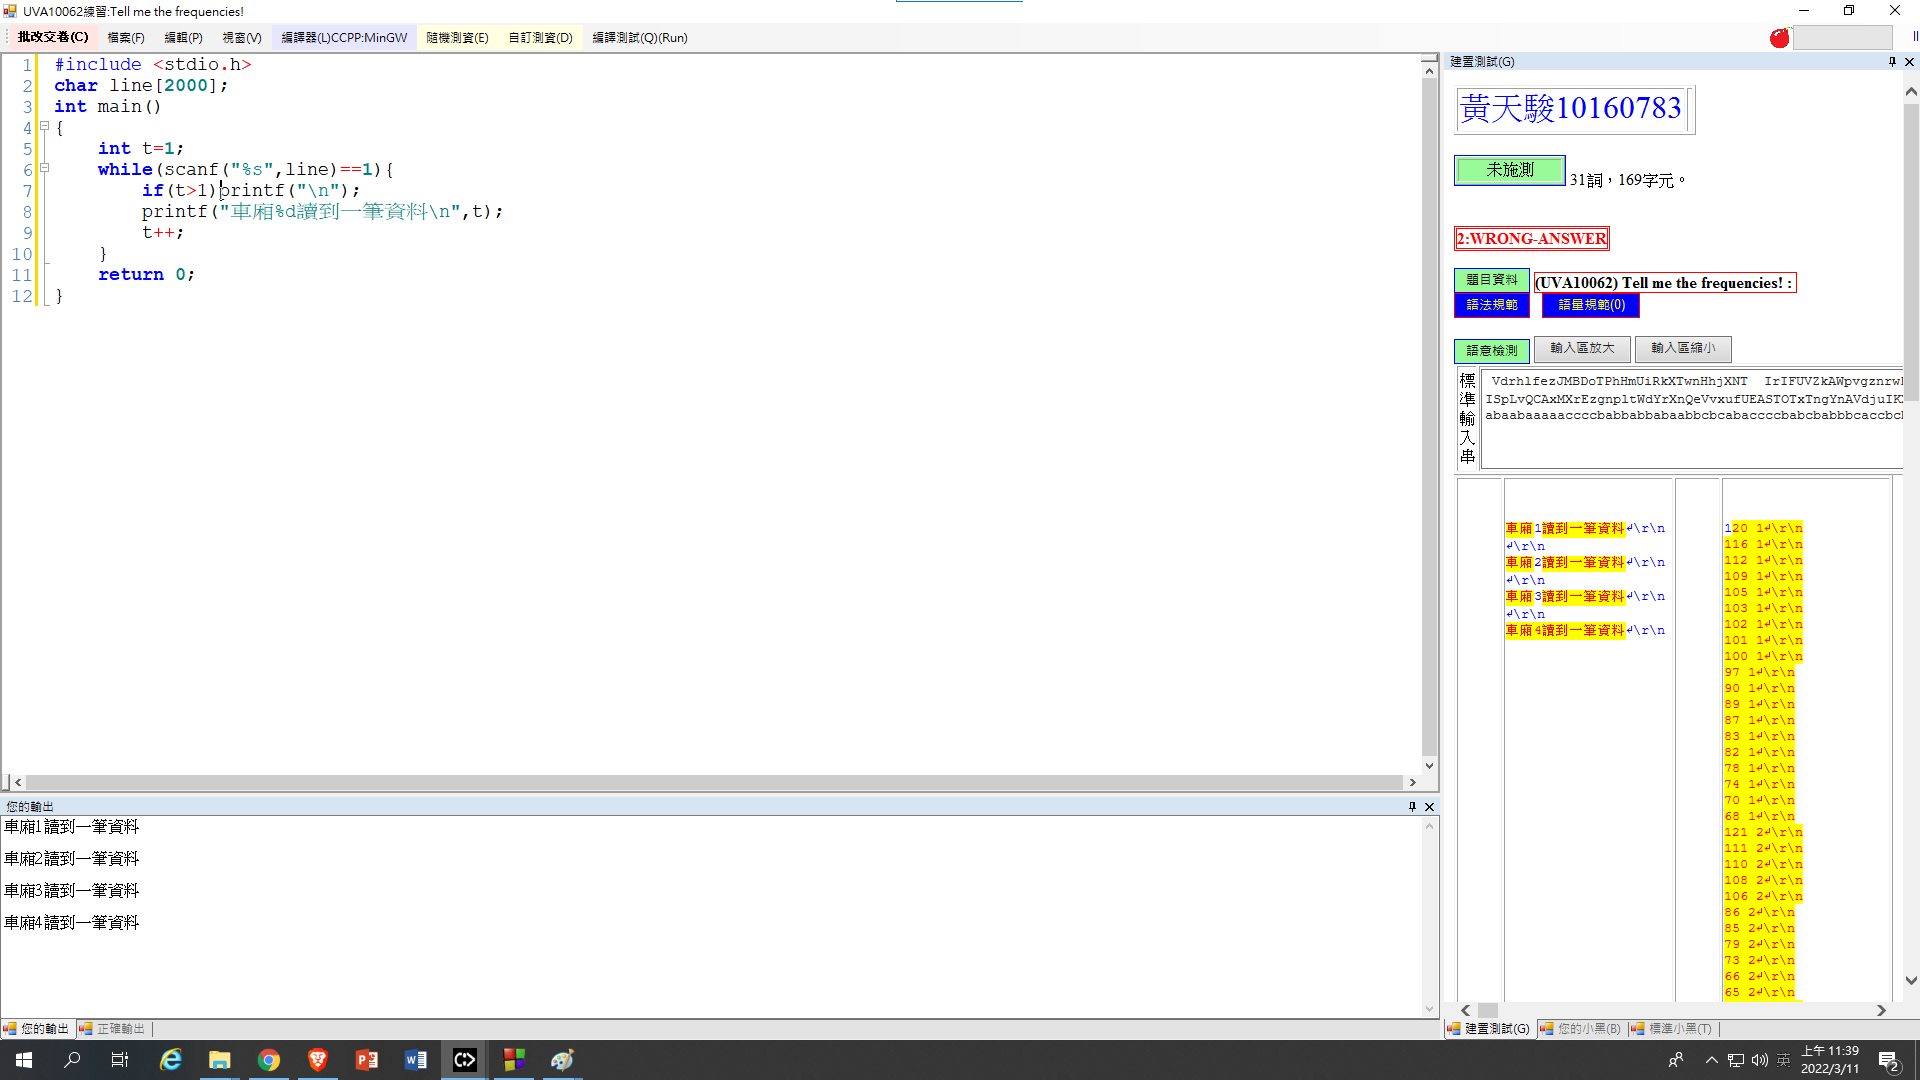 UVA10062練習:Tell me the frequencies!
批改交卷(C) 檔案(F) 編輯(P) 視窗(V) 編譯器(L)CCPP:MinGW 隨機測資(E) 自訂測資(D) 編譯測試(Q)(Run)
1 #include <stdio.h>
2 char line[2000];
3 int main()
4 {
5 int t=1;
6 while(scanf("%s",line)==1){
7 if(t>1)printf("\n");
8 printf("車廂%d讀到一筆資料\n",t);
9 t++;
10 }
11 return 0;
12 }
您的輸出
車廂1讀到一筆資料
車廂2讀到一筆資料
車廂3讀到一筆資料
車廂4讀到一筆資料
您的輸出 正確輸出
建置測試(G)
黃天駿10160783
未施測 31詞，169字元。
2:WRONG-ANSWER
題目資料 (UVA10062) Tell me the frequencies! :
語法規範 語量規範(0)
語意檢測 輸入區放大 輸入區縮小
標準輸入串
VdrhlfezJMBDoTPhHmUiRkXTwnHhjXNT IrIFUVZkAWpvgznrw
ISpLvQCAxMXrEzgnpltWdYrXnQeVvxufUEASTOTxTngYnAVdjuIK
abaabaaaaaccccbabbabbabaabbcbcabaccccbabcbabbbcaccbc
車廂1讀到一筆資料↲\r\n
↲\r\n
車廂2讀到一筆資料↲\r\n
↲\r\n
車廂3讀到一筆資料↲\r\n
↲\r\n
車廂4讀到一筆資料↲\r\n
120 1↲\r\n
116 1↲\r\n
112 1↲\r\n
109 1↲\r\n
105 1↲\r\n
103 1↲\r\n
102 1↲\r\n
101 1↲\r\n
100 1↲\r\n
97 1↲\r\n
90 1↲\r\n
89 1↲\r\n
87 1↲\r\n
83 1↲\r\n
82 1↲\r\n
78 1↲\r\n
74 1↲\r\n
70 1↲\r\n
68 1↲\r\n
121 2↲\r\n
111 2↲\r\n
110 2↲\r\n
108 2↲\r\n
106 2↲\r\n
86 2↲\r\n
85 2↲\r\n
79 2↲\r\n
73 2↲\r\n
66 2↲\r\n
65 2↲\r\n
建置測試(G) 您的小黑(B) 標準小黑(T)
英 上午 11:39
2022/3/11
2